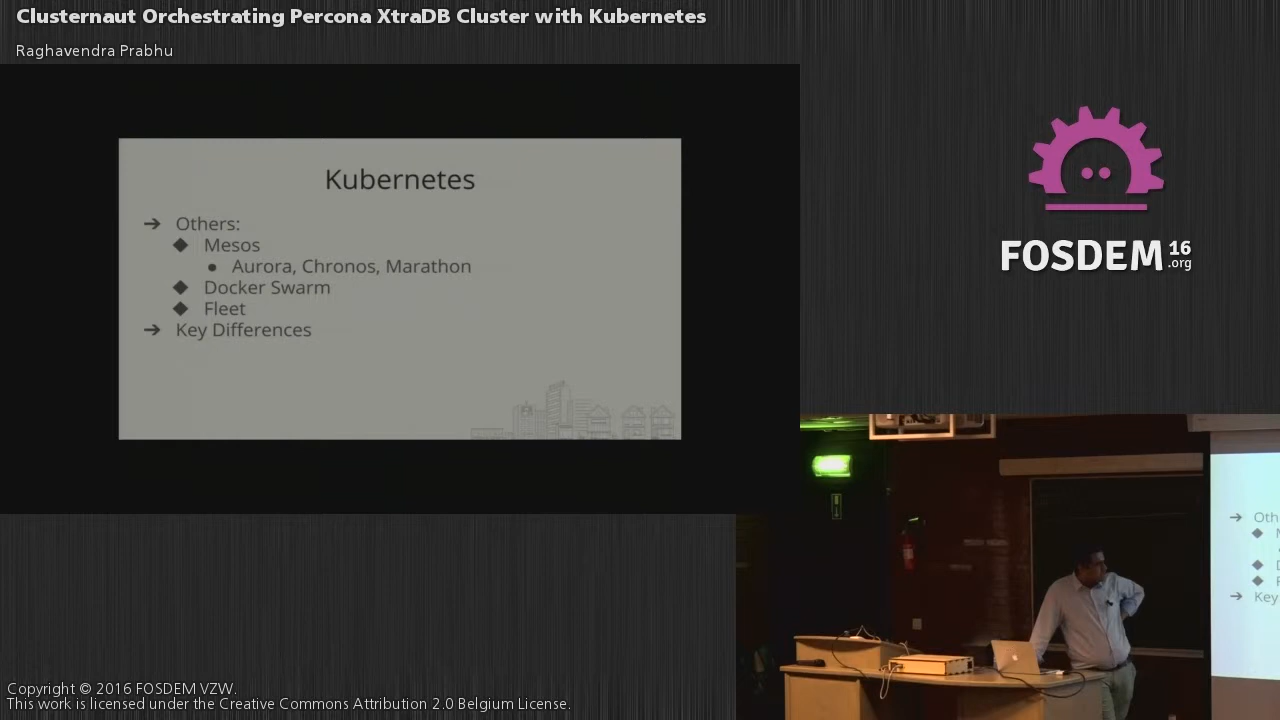 Clusternaut Orchestrating Percona XtraDB Cluster with Kubernetes
Raghavendra Prabhu
Kubernetes
➔ Others:
◆ Mesos
● Aurora, Chronos, Marathon
◆ Docker Swarm
◆ Fleet
➔ Key Differences
FOSDEM 16
.org
➔ Oth
◆
◆
◆
➔ Key
Copyright © 2016 FOSDEM VZW.
This work is licensed under the Creative Commons Attribution 2.0 Belgium License.